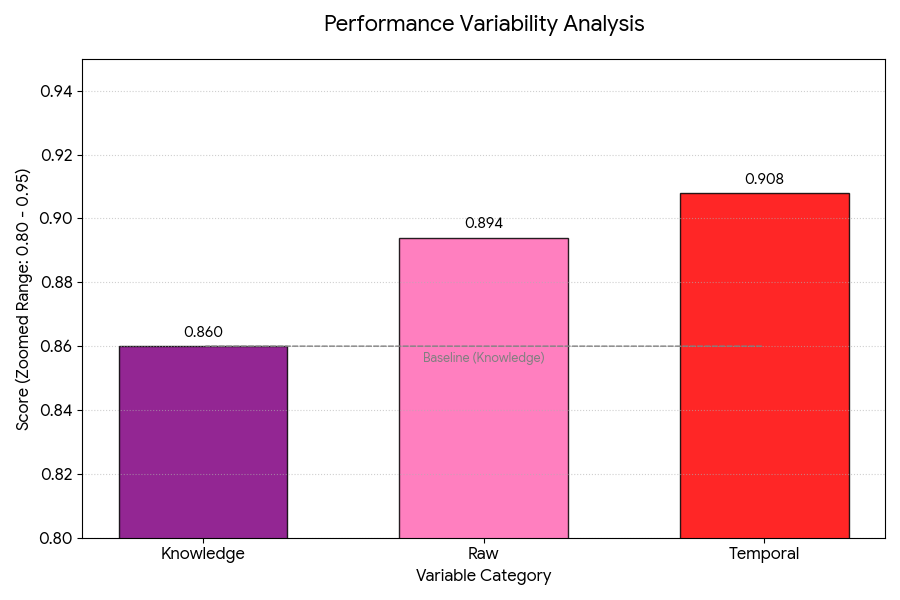 Performance Variability Analysis
Score (Zoomed Range: 0.80 - 0.95)
0.94
0.92
0.90
0.88
0.86
0.84
0.82
0.80
0.860
0.894
0.908
Baseline (Knowledge)
Knowledge
Raw
Temporal
Variable Category